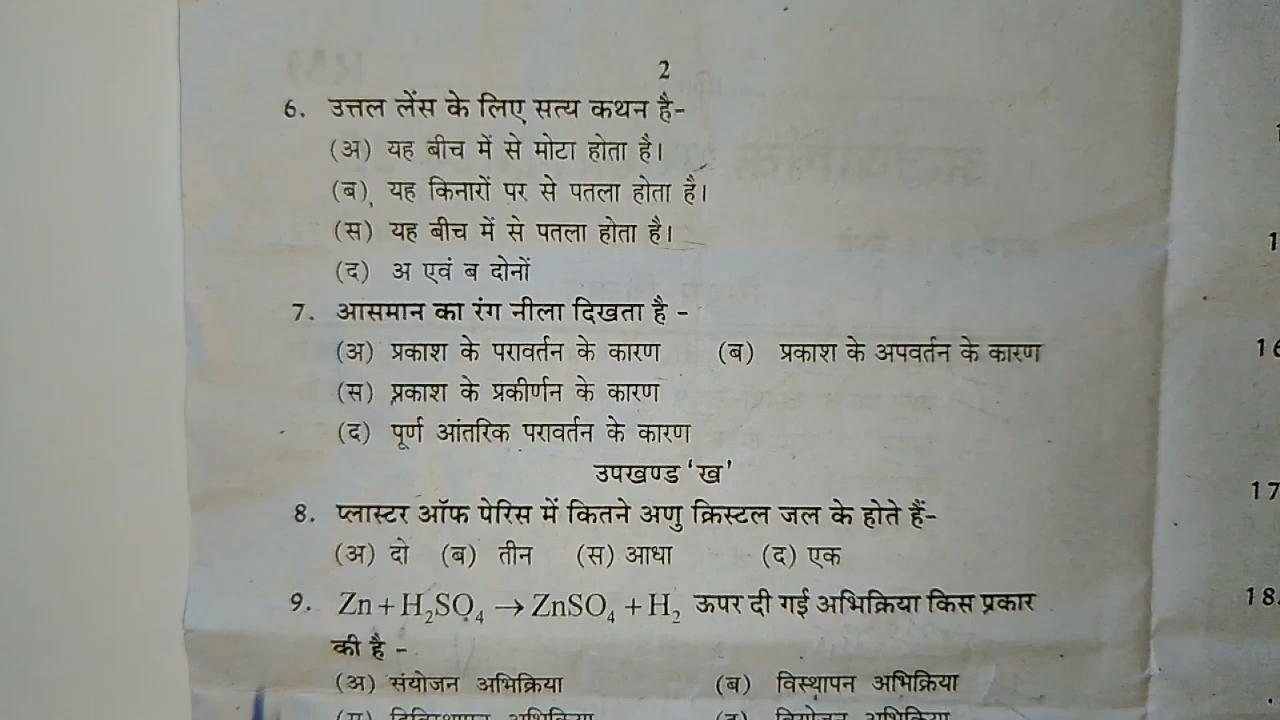 2
6. उत्तल लेंस के लिए सत्य कथन है-
(अ) यह बीच में से मोटा होता है।
(ब) यह किनारों पर से पतला होता है।
(स) यह बीच में से पतला होता है।
(द) अ एवं ब दोनों
7. आसमान का रंग नीला दिखता है -
(अ) प्रकाश के परावर्तन के कारण (ब) प्रकाश के अपवर्तन के कारण
(स) प्रकाश के प्रकीर्णन के कारण
(द) पूर्ण आंतरिक परावर्तन के कारण
उपखण्ड 'ख'
8. प्लास्टर ऑफ पेरिस में कितने अणु क्रिस्टल जल के होते हैं-
(अ) दो (ब) तीन (स) आधा (द) एक
9. Zn + H₂SO₄ → ZnSO₄ + H₂ ऊपर दी गई अभिक्रिया किस प्रकार
की है -
(अ) संयोजन अभिक्रिया (ब) विस्थापन अभिक्रिया
17
18.